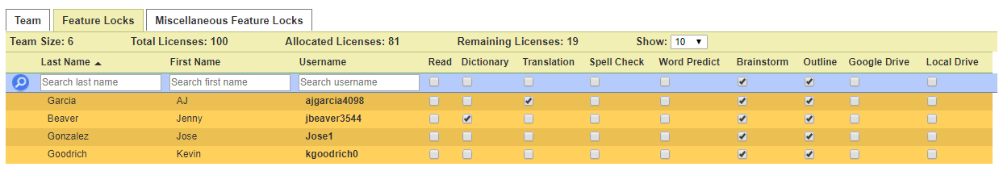 Team Feature Locks Miscellaneous Feature Locks
Team Size: 6 Total Licenses: 100 Allocated Licenses: 81 Remaining Licenses: 19 Show: 10
Last Name First Name Username Read Dictionary Translation Spell Check Word Predict Brainstorm Outline Google Drive Local Drive
Search last name Search first name Search username
Garcia AJ ajgarcia4098
Beaver Jenny jbeaver3544
Gonzalez Jose Jose1
Goodrich Kevin kgoodrich0